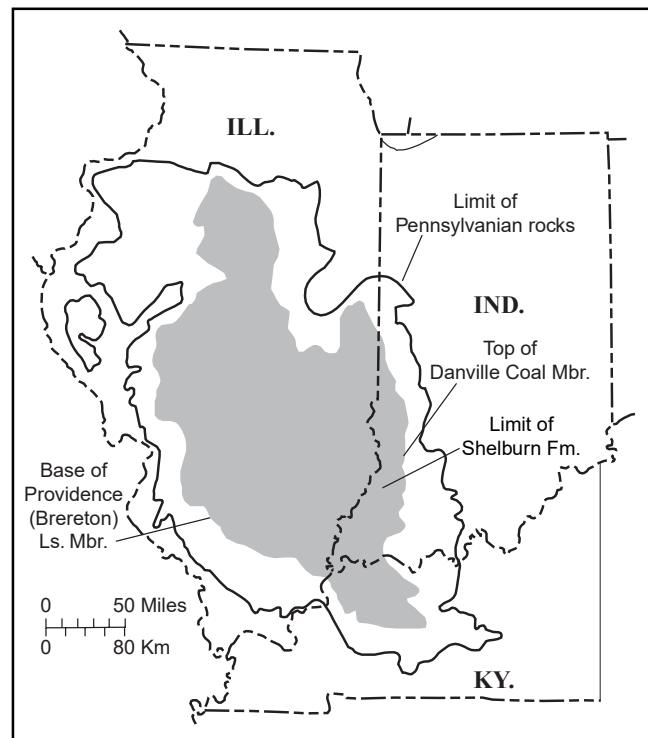 ILL.
Limit of
Pennsylvanian rocks
IND.
Top of
Danville Coal Mbr.
Limit of
Shelburn Fm.
Base of
Providence
(Brereton)
Ls. Mbr.
0 50 Miles
0 80 Km
KY.